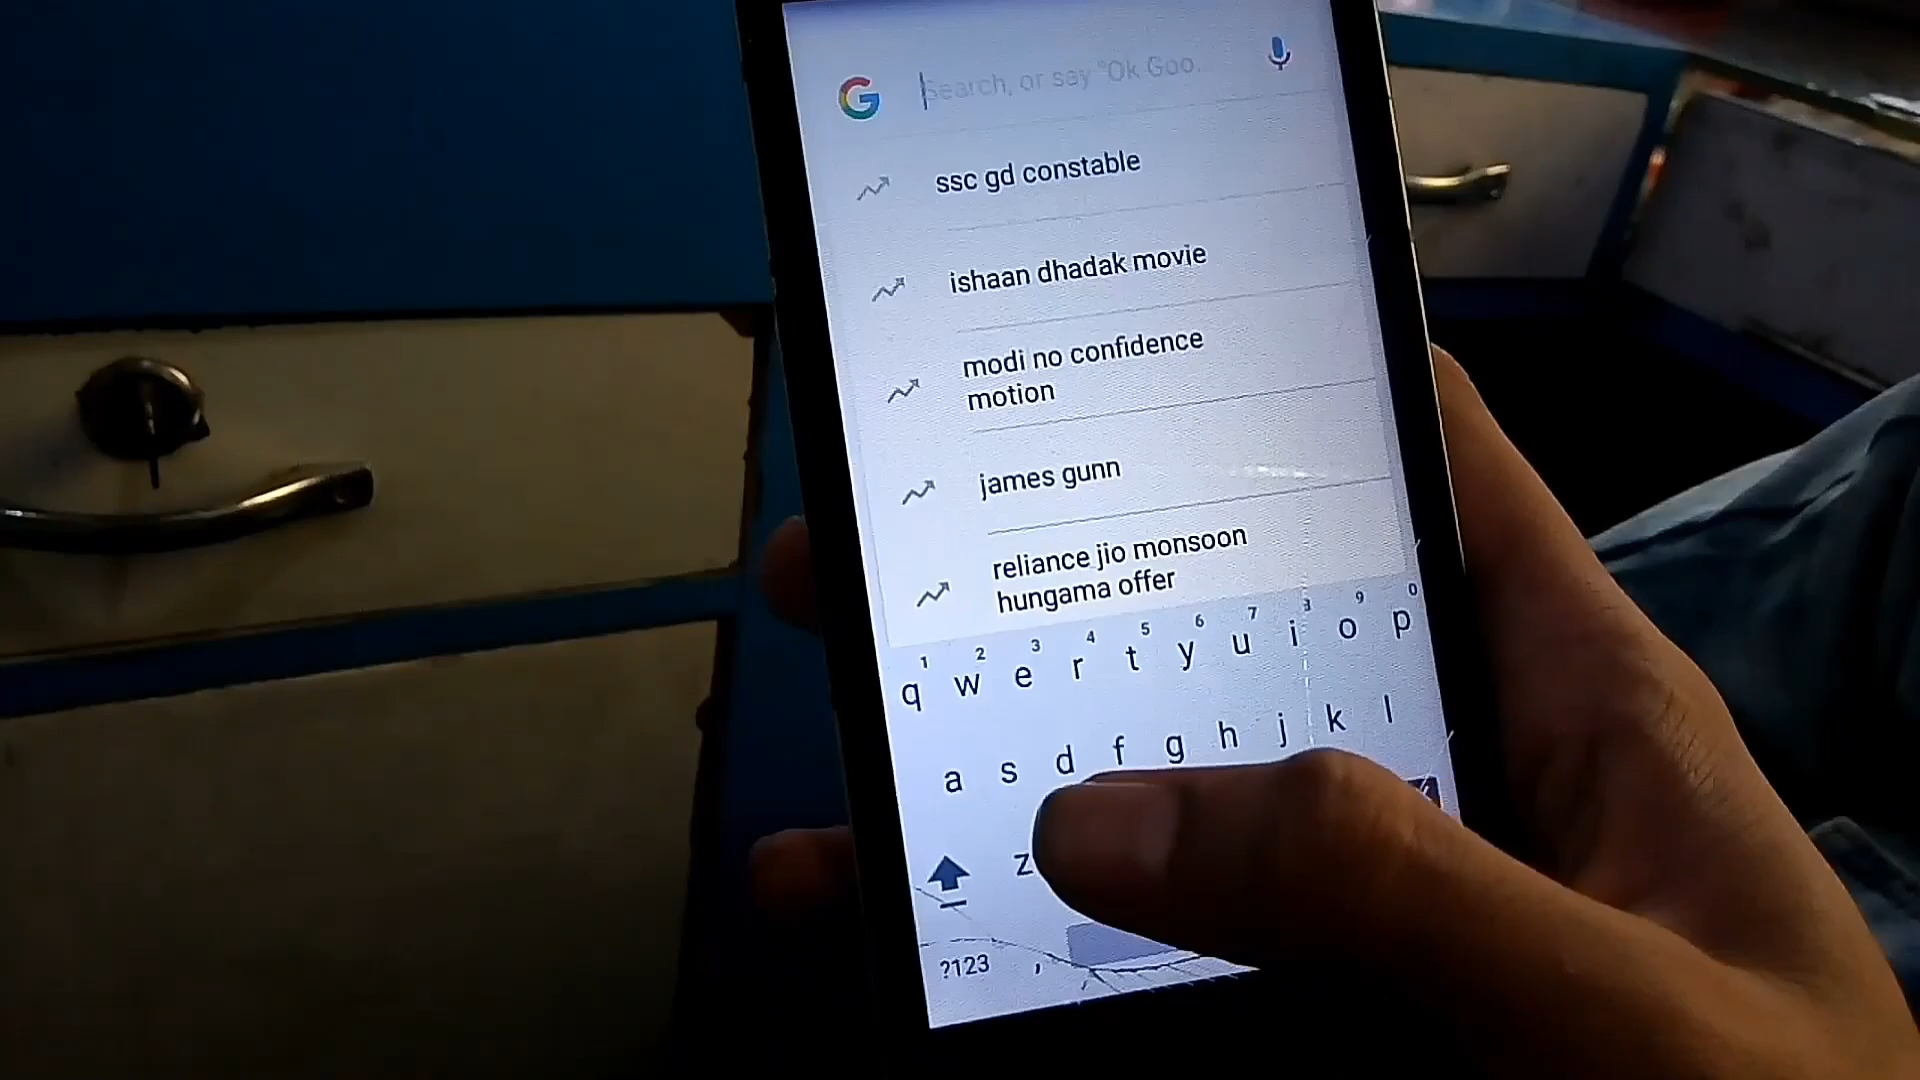 G Search, or say "Ok Goo...
ssc gd constable
ishaan dhadak movie
modi no confidence
motion
james gunn
reliance jio monsoon
hungama offer
1 2 3 4 5 6 7 8 9 0
q w e r t y u i o p
a s d f g h j k l
z
?123 ,